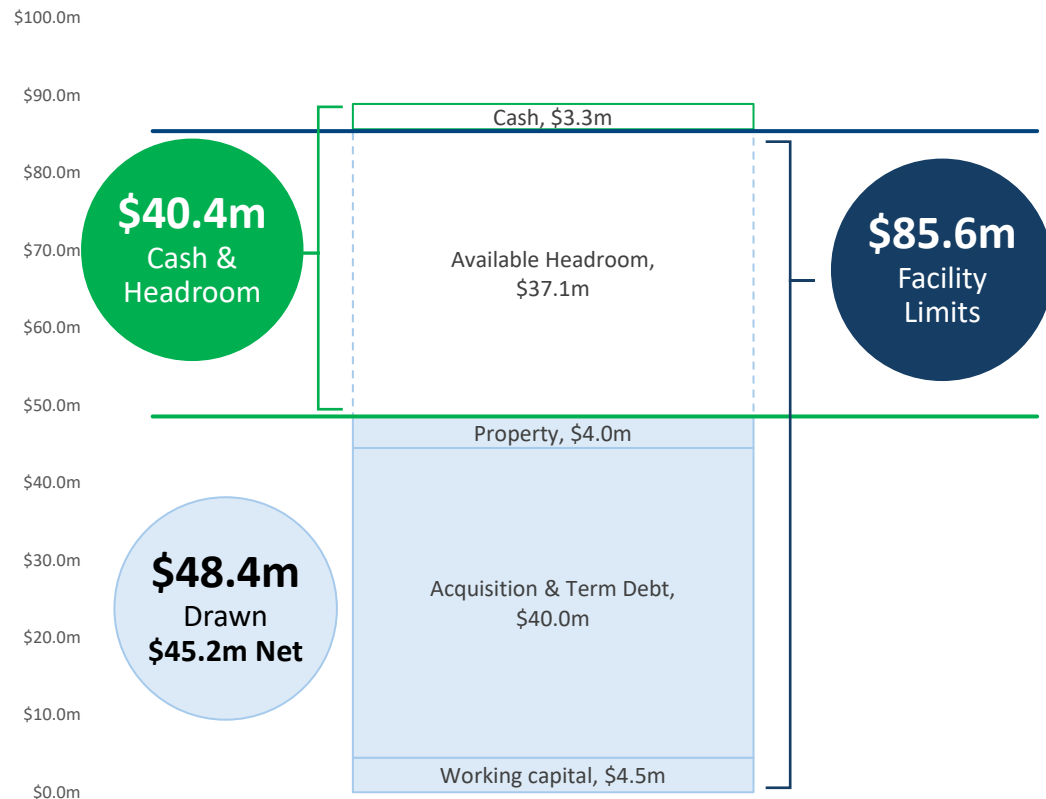 $100.0m
$90.0m
$80.0m
$70.0m
$60.0m
$50.0m
$40.0m
$30.0m
$20.0m
$10.0m
$0.0m
Cash, $3.3m
$40.4m
Cash &
Headroom
Available Headroom,
$37.1m
$85.6m
Facility
Limits
Property, $4.0m
$48.4m
Drawn
$45.2m Net
Acquisition & Term Debt,
$40.0m
Working capital, $4.5m